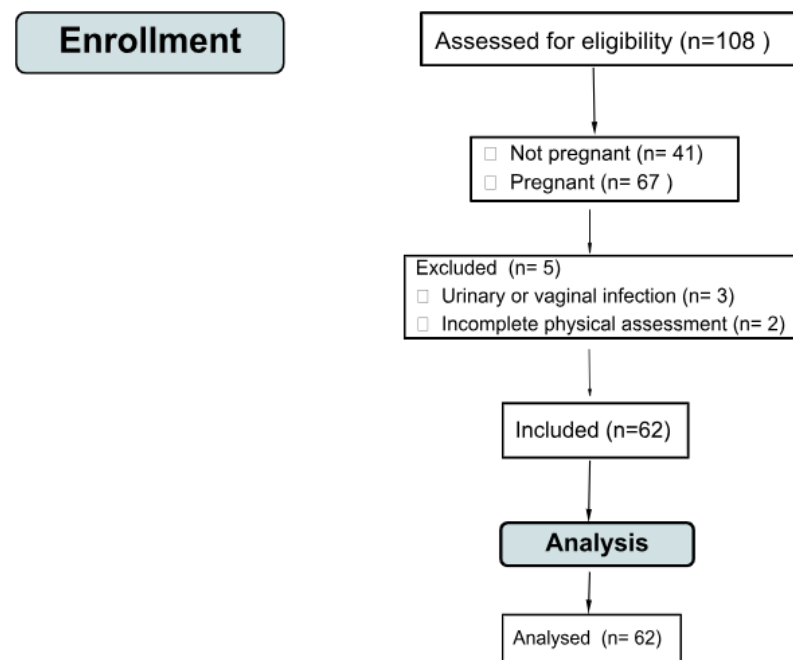 Enrollment
Assessed for eligibility (n=108 )
Not pregnant (n= 41)
Pregnant (n= 67 )
Excluded (n= 5)
Urinary or vaginal infection (n= 3)
Incomplete physical assessment (n= 2)
Included (n=62)
Analysis
Analysed (n= 62)